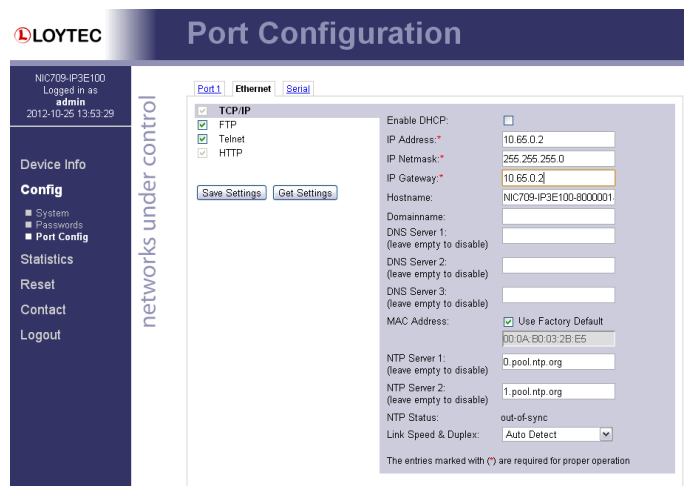 LOYTEC
Port Configuration
NIC709-IP3E100
Logged in as
admin
2012-10-25 13:53:29
Device Info
Config
System
Passwords
Port Config
Statistics
Reset
Contact
Logout
networks under control
Port 1 Ethernet Serial
TCP/IP
FTP
Telnet
HTTP
Save Settings Get Settings
Enable DHCP:
IP Address:* 10.65.0.2
IP Netmask:* 255.255.255.0
IP Gateway:* 10.65.0.2
Hostname: NIC709-IP3E100-8000001
Domainname:
DNS Server 1:
(leave empty to disable)
DNS Server 2:
(leave empty to disable)
DNS Server 3:
(leave empty to disable)
MAC Address: Use Factory Default
00:0A:B0:03:2B:E5
NTP Server 1: 0.pool.ntp.org
(leave empty to disable)
NTP Server 2: 1.pool.ntp.org
(leave empty to disable)
NTP Status: out-of-sync
Link Speed & Duplex: Auto Detect
The entries marked with (*) are required for proper operation